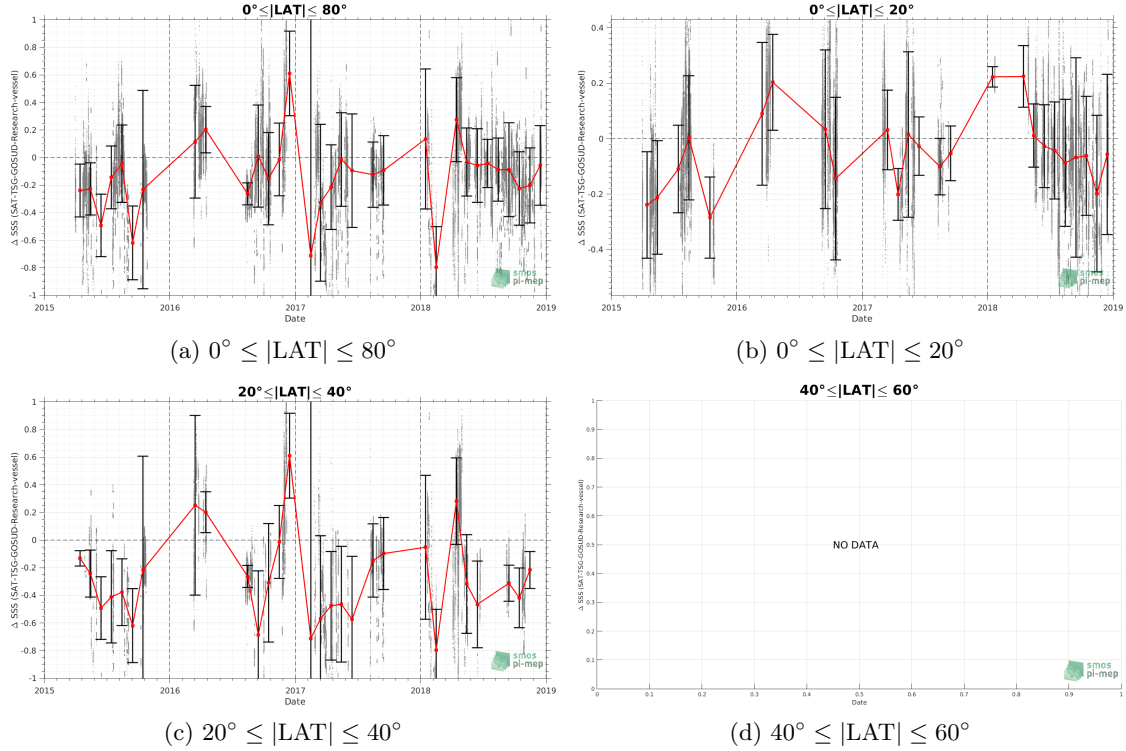 0°≤|LAT|≤ 80°
Δ SSS (SAT-TSG-GOSUD-Research-vessel)
1
0.8
0.6
0.4
0.2
0
-0.2
-0.4
-0.6
-0.8
-1
2015
2016
2017
2018
2019
Date
smos
pi-mep
(a) 0° ≤ |LAT| ≤ 80°
0°≤|LAT|≤ 20°
Δ SSS (SAT-TSG-GOSUD-Research-vessel)
0.4
0.2
0
-0.2
-0.4
2015
2016
2017
2018
2019
Date
smos
pi-mep
(b) 0° ≤ |LAT| ≤ 20°
20°≤|LAT|≤ 40°
Δ SSS (SAT-TSG-GOSUD-Research-vessel)
1
0.8
0.6
0.4
0.2
0
-0.2
-0.4
-0.6
-0.8
-1
2015
2016
2017
2018
2019
Date
smos
pi-mep
(c) 20° ≤ |LAT| ≤ 40°
40°≤|LAT|≤ 60°
Δ SSS (SAT-TSG-GOSUD-Research-vessel)
1
0.9
0.8
0.7
0.6
0.5
0.4
0.3
0.2
0.1
0
NO DATA
0
0.1
0.2
0.3
0.4
0.5
0.6
0.7
0.8
0.9
1
Date
smos
pi-mep
(d) 40° ≤ |LAT| ≤ 60°